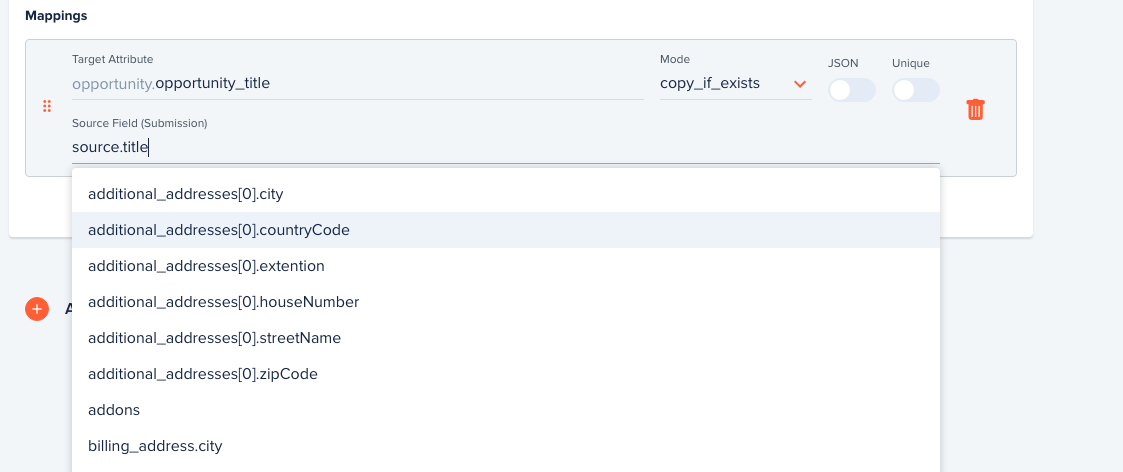 Mappings
Target Attribute
opportunity.opportunity_title
Mode
copy_if_exists
JSON
Unique
Source Field (Submission)
source.title
additional_addresses[0].city
additional_addresses[0].countryCode
additional_addresses[0].extention
additional_addresses[0].houseNumber
additional_addresses[0].streetName
additional_addresses[0].zipCode
addons
billing_address.city